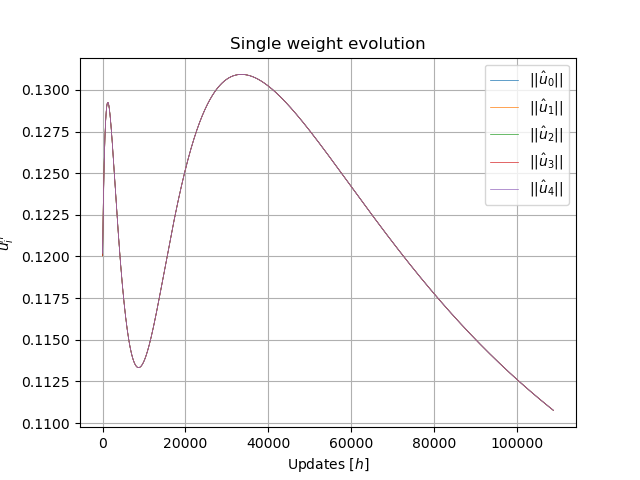 Single weight evolution
0.1300
0.1275
0.1250
0.1225
0.1200
0.1175
0.1150
0.1125
0.1100
||û₀||
||û₁||
||û₂||
||û₃||
||û₄||
0 20000 40000 60000 80000 100000
Updates [h]